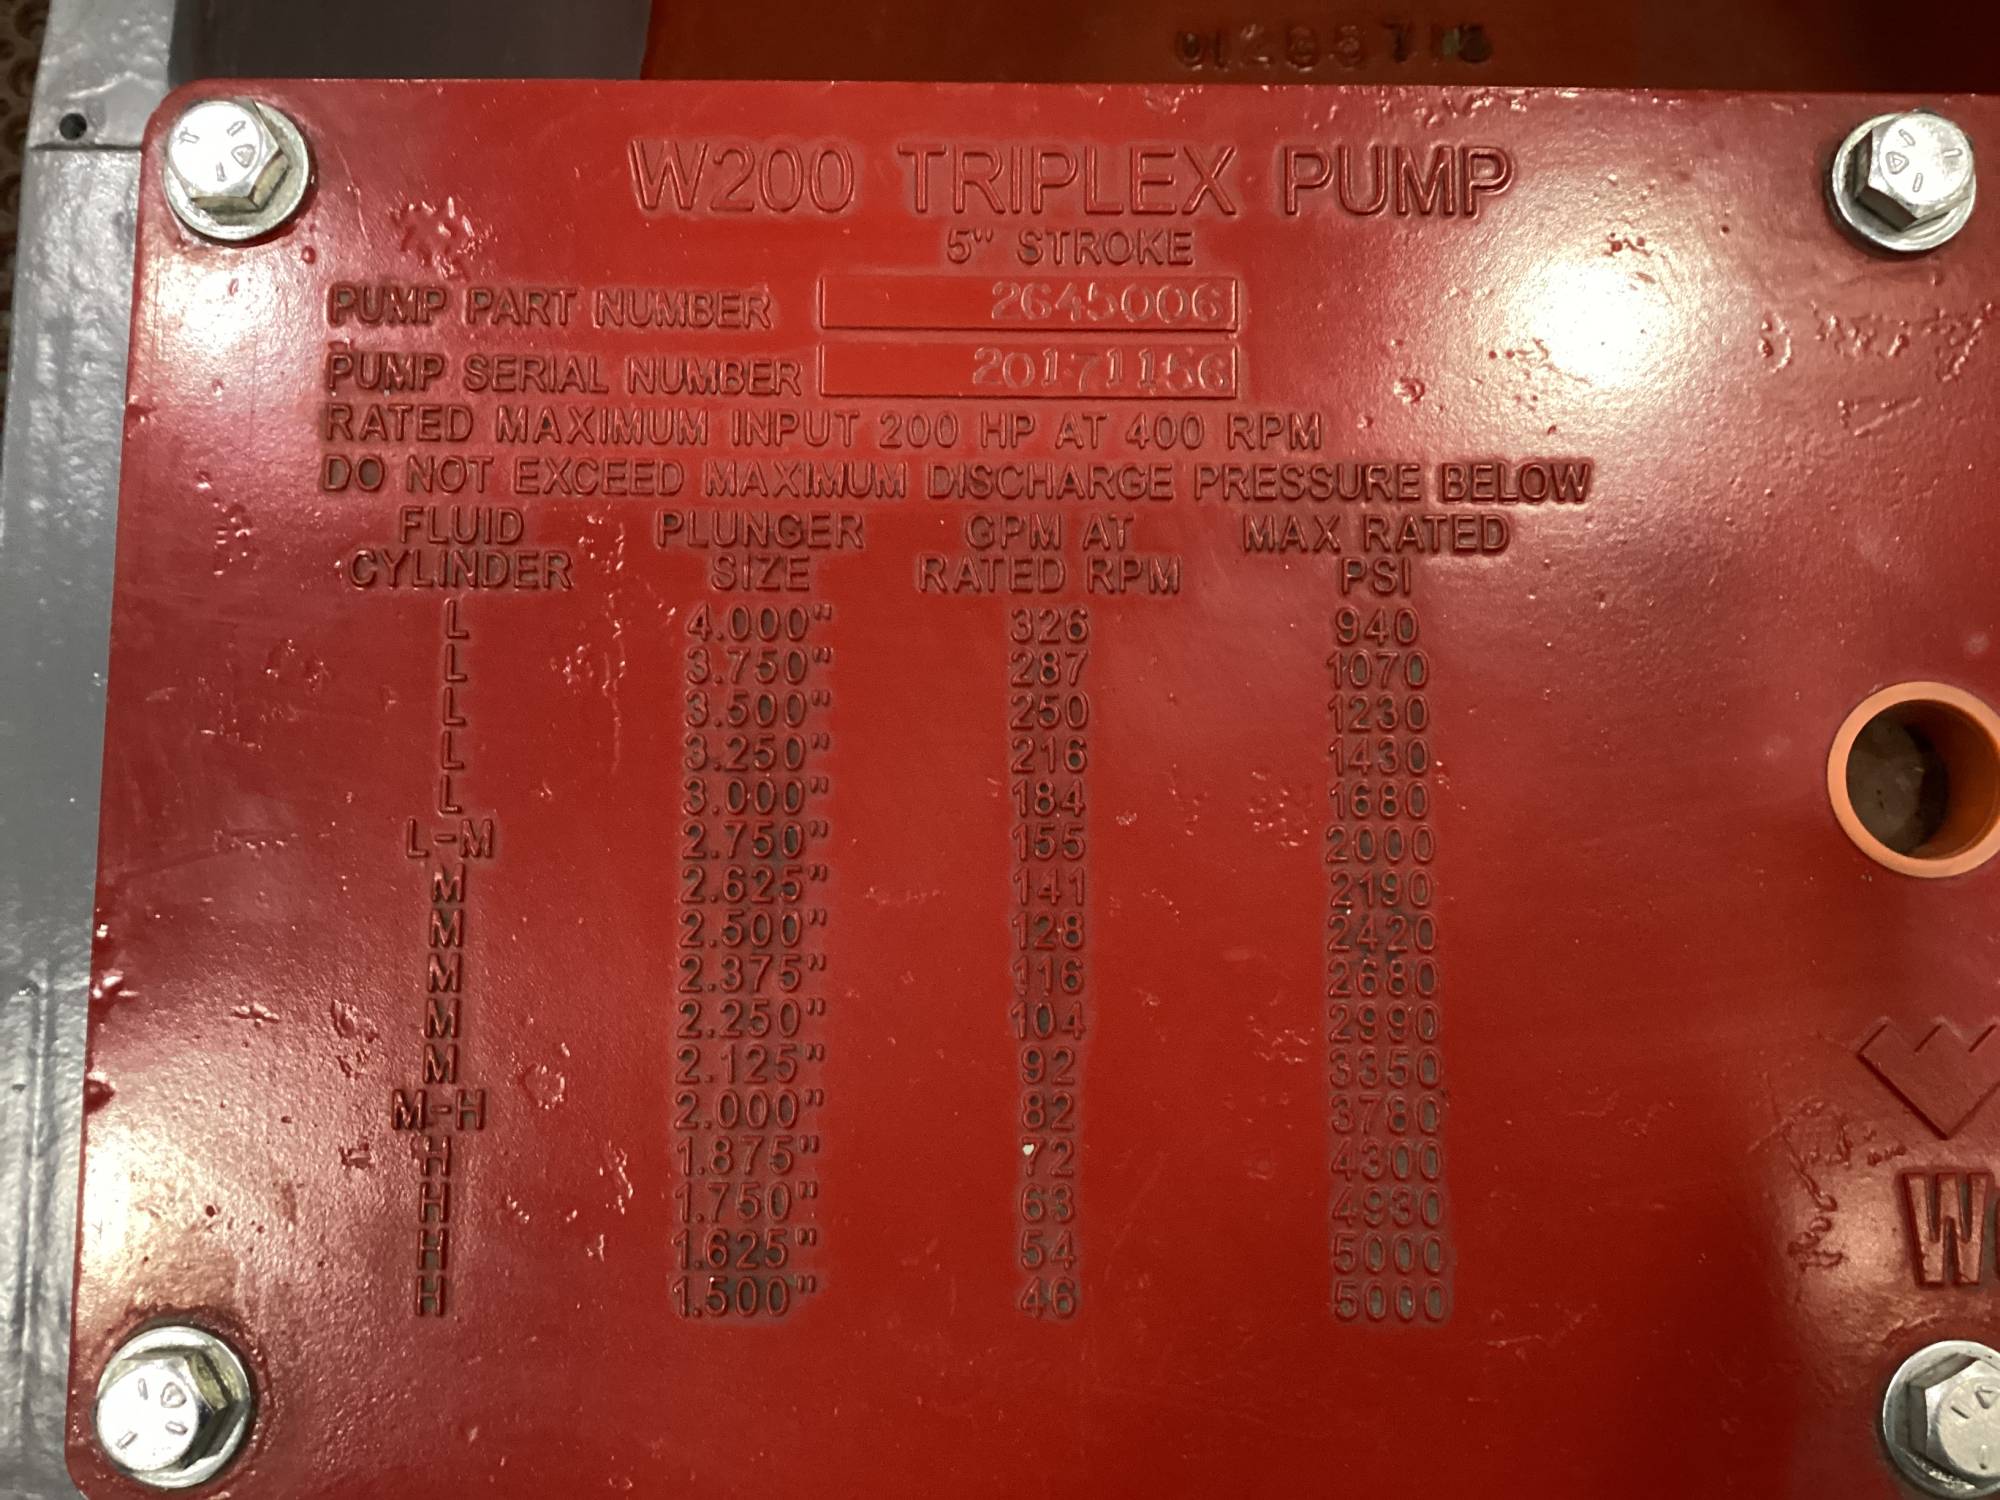 W200 TRIPLEX PUMP
5" STROKE
PUMP PART NUMBER 2645006
PUMP SERIAL NUMBER 20171156
RATED MAXIMUM INPUT 200 HP AT 400 RPM
DO NOT EXCEED MAXIMUM DISCHARGE PRESSURE BELOW
FLUID PLUNGER GPM AT MAX RATED
CYLINDER SIZE RATED RPM PSI
L 4.000" 326 940
L 3.750" 287 1070
L 3.500" 250 1230
L 3.250" 216 1430
L 3.000" 184 1680
L-M 2.750" 155 2000
M 2.625" 141 2190
M 2.500" 128 2420
M 2.375" 116 2680
M 2.250" 104 2990
M 2.125" 92 3350
M-H 2.000" 82 3780
H 1.875" 72 4300
H 1.750" 63 4930
H 1.625" 54 5000
H 1.500" 46 5000